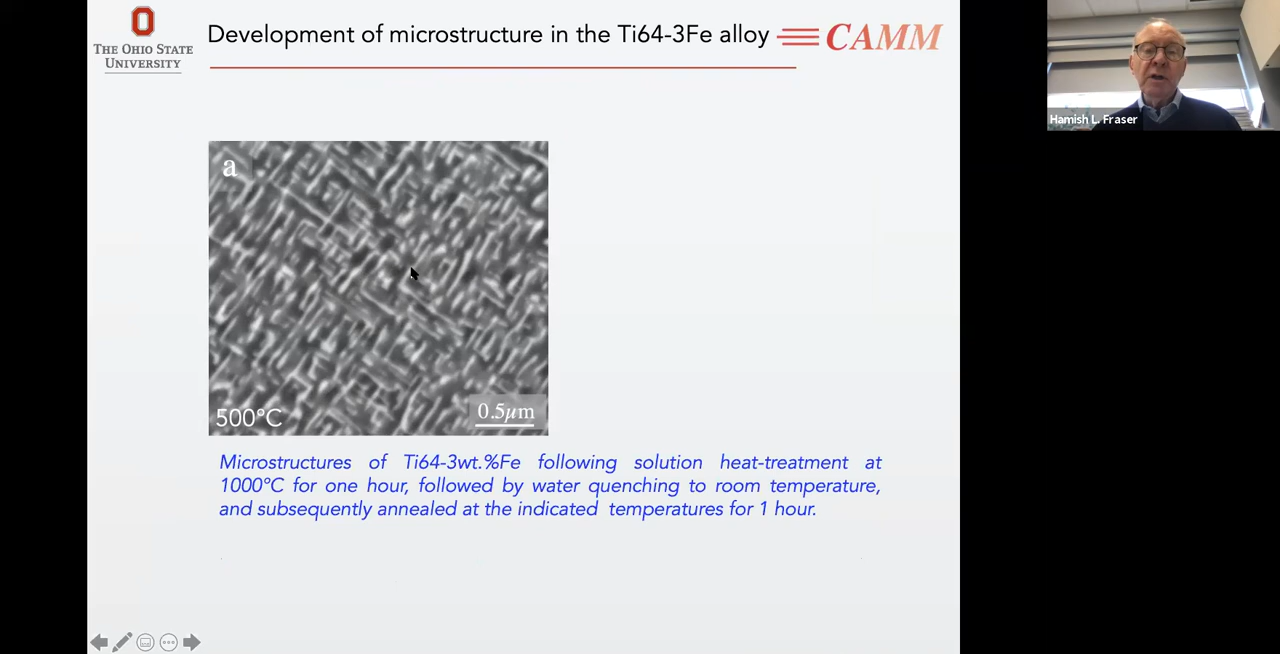 THE OHIO STATE
UNIVERSITY
Development of microstructure in the Ti64-3Fe alloy
CAMM
Hamish L. Fraser
a
500°C
0.5μm
Microstructures of Ti64-3wt.%Fe following solution heat-treatment at
1000°C for one hour, followed by water quenching to room temperature,
and subsequently annealed at the indicated temperatures for 1 hour.